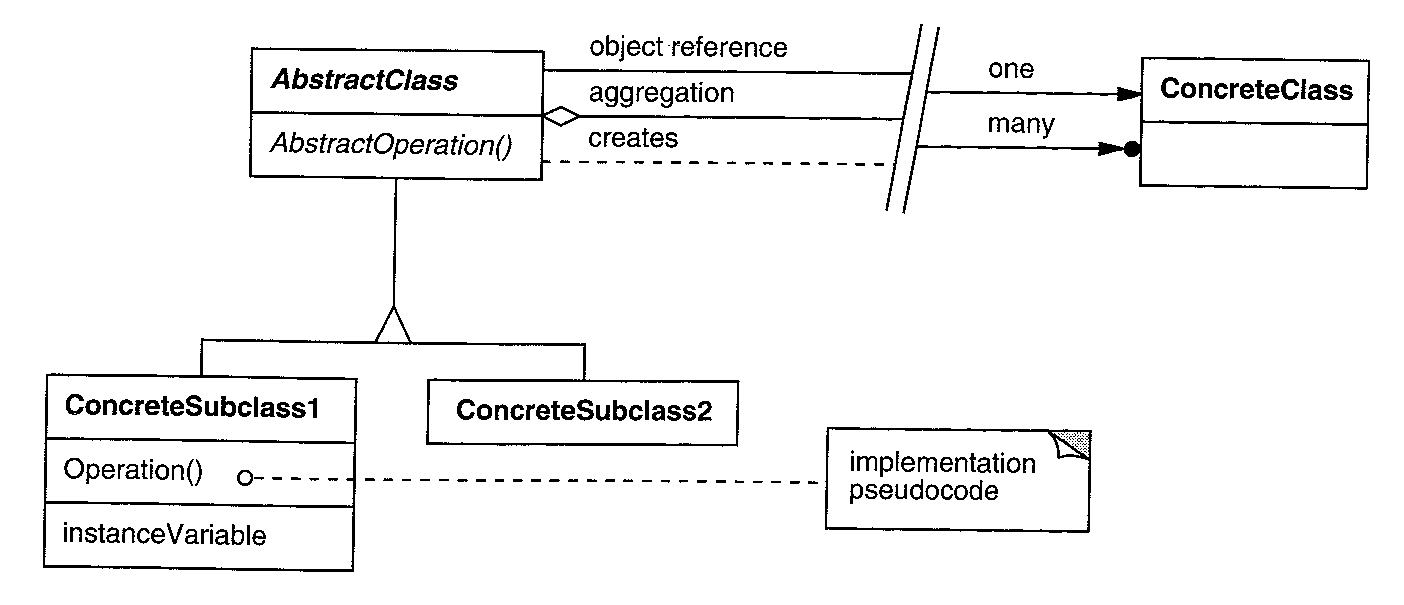 object reference
AbstractClass
aggregation
AbstractOperation()
creates
one
many
ConcreteClass
ConcreteSubclass1
Operation()
instanceVariable
ConcreteSubclass2
implementation
pseudocode